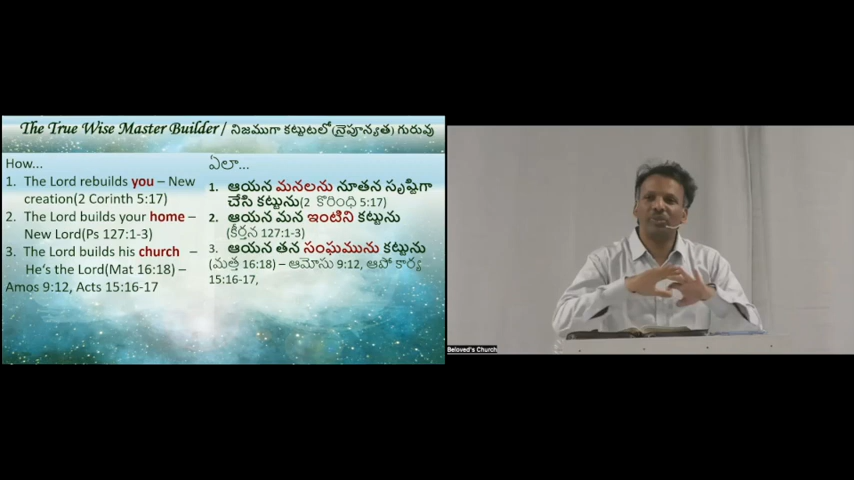 The True Wise Master Builder/ నిజముగా కట్టుటలో(నైపూన్యత) గురువు
How...
1. The Lord rebuilds you – New
creation(2 Corinth 5:17)
2. The Lord builds your home –
New Lord(Ps 127:1-3)
3. The Lord builds his church –
He's the Lord(Mat 16:18) –
Amos 9:12, Acts 15:16-17
ఏలా...
1. ఆయన మనలను నూతన సృష్టిగా
చేసి కట్టును(2 కొరింధి 5:17)
2. ఆయన మన ఇంటిని కట్టును
(కీర్తన 127:1-3)
3. ఆయన తన సంఘమును కట్టును
(మత్త 16:18) – ఆమోసు 9:12, ఆపో కార్య
15:16-17,
Beloved's Church